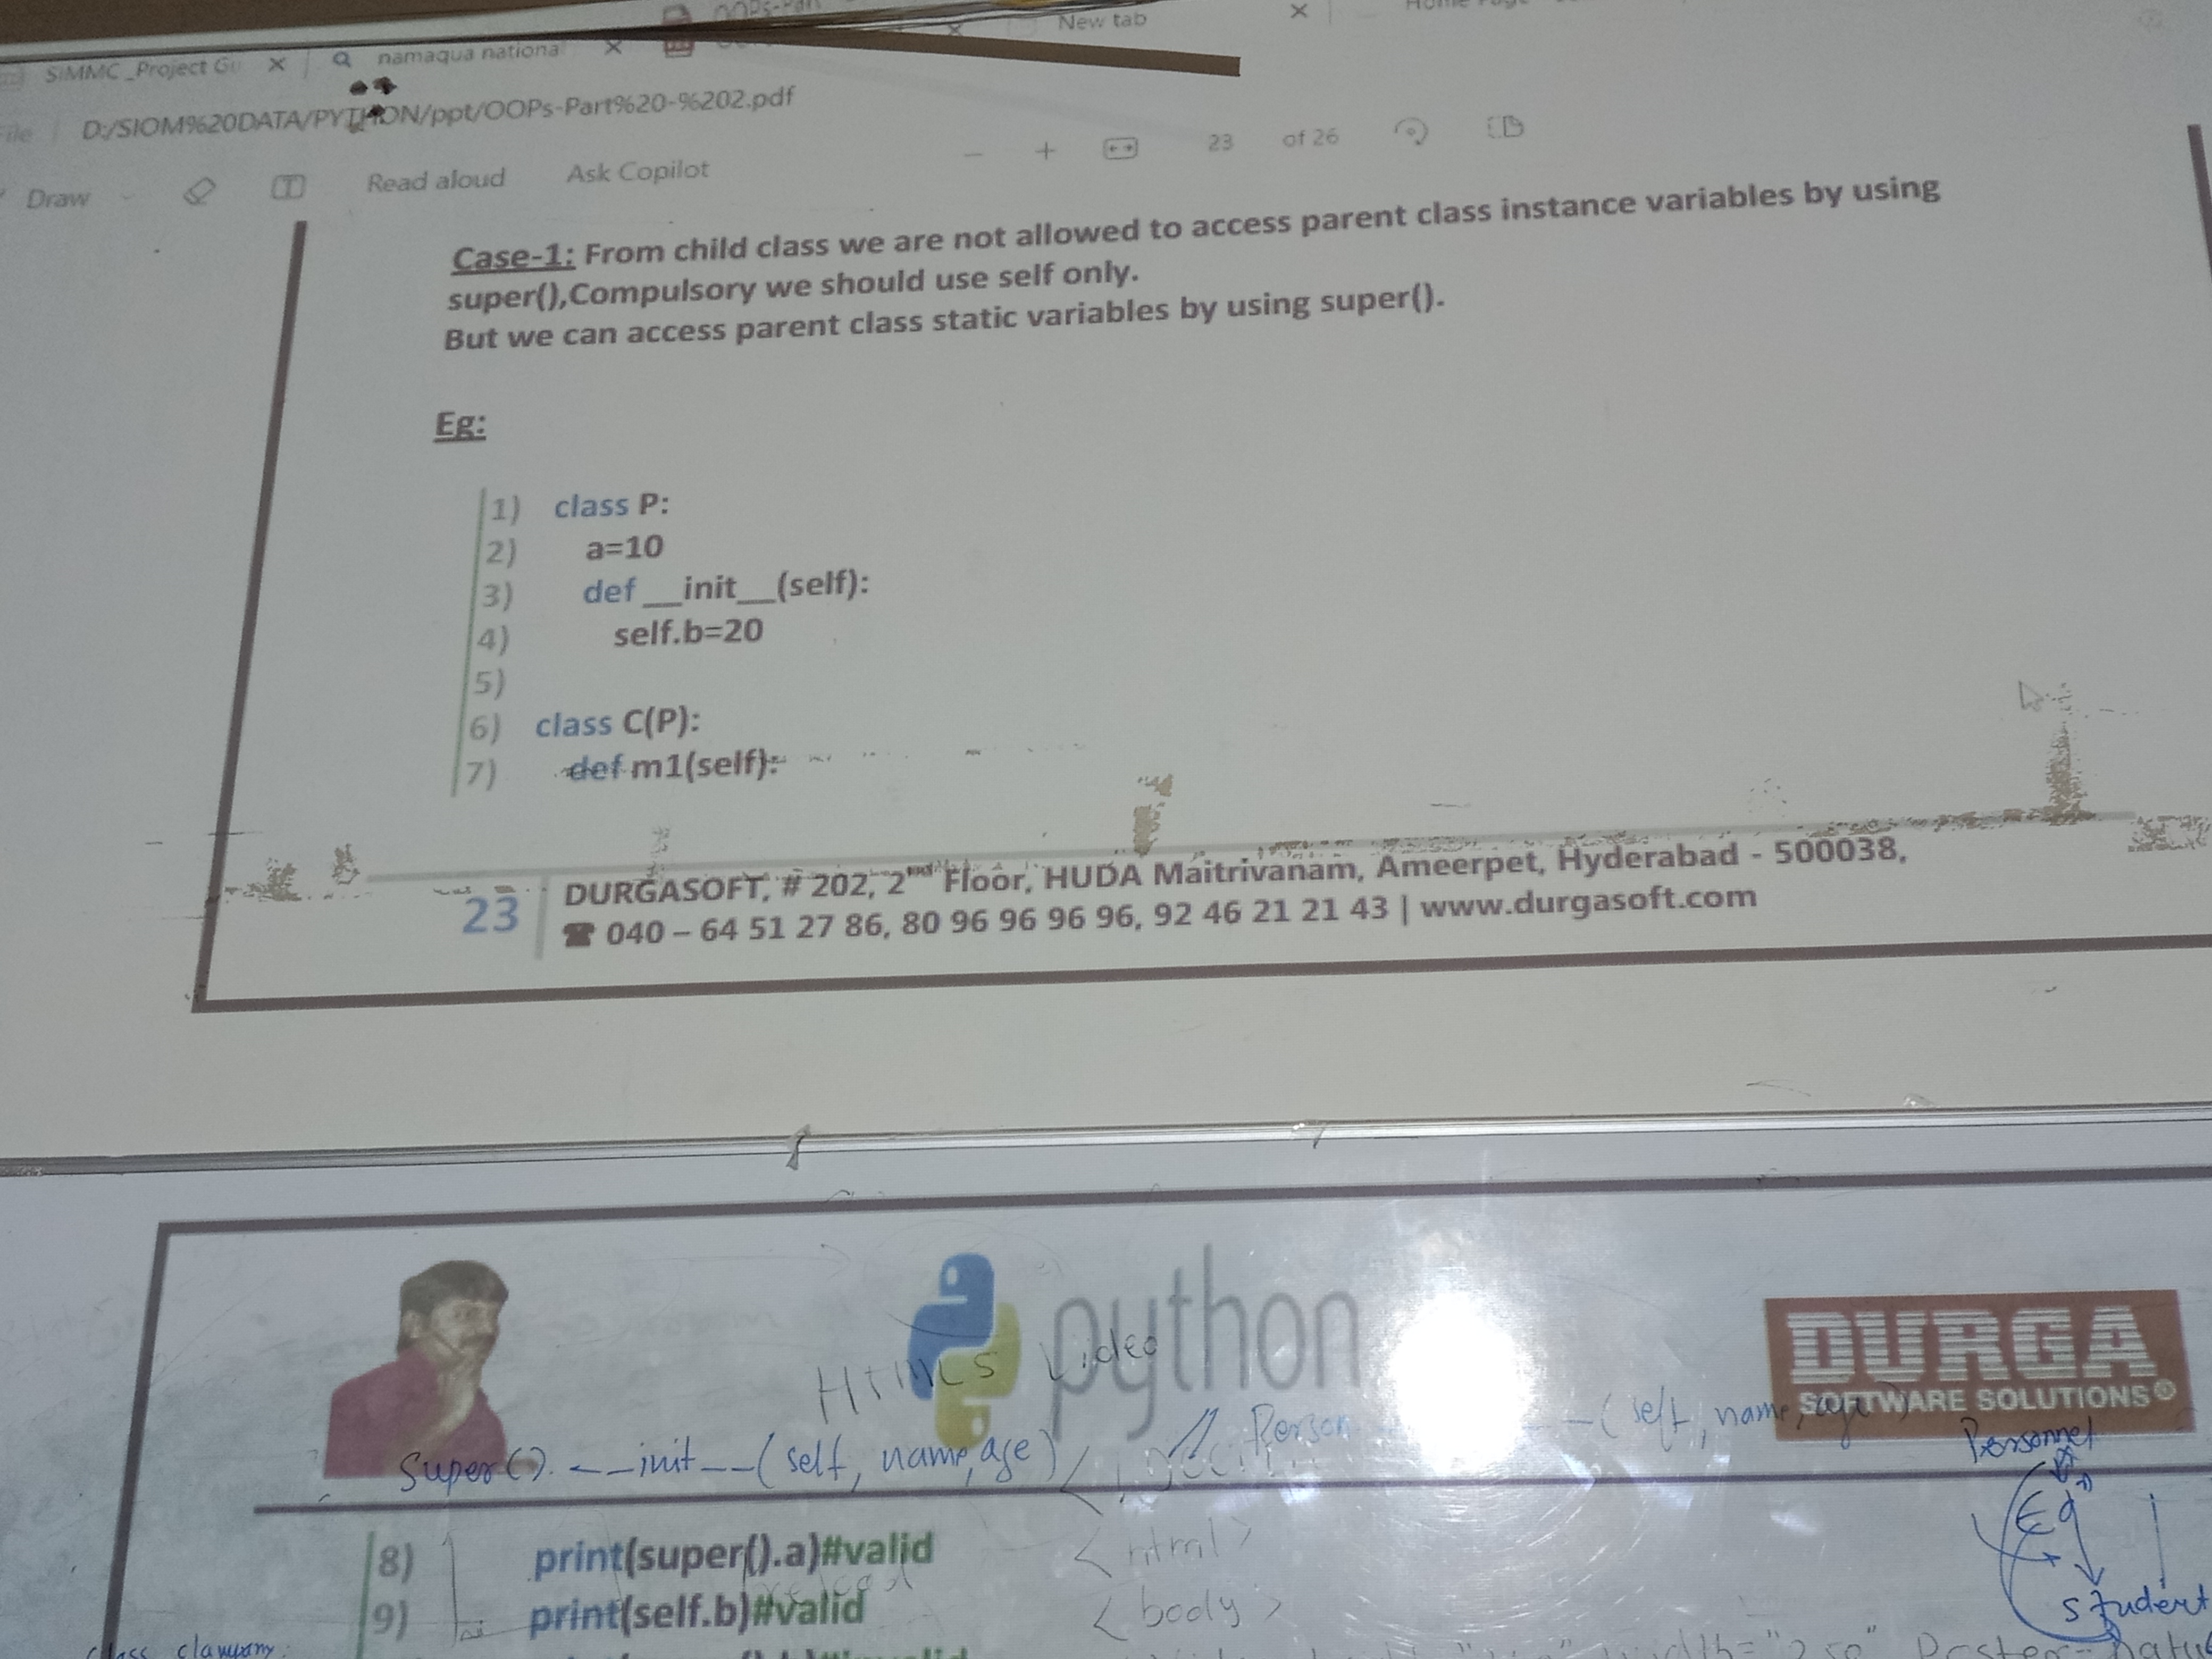 New tab
SIMMC_Project Gu
namaqua nationa
File
D:/SIOM%20DATA/PYTHON/ppt/OOPs-Part%20-%202.pdf
Draw
Read aloud
Ask Copilot
23
of 26
Case-1: From child class we are not allowed to access parent class instance variables by using
super(),Compulsory we should use self only.
But we can access parent class static variables by using super().
Eg:
1) class P:
2) a=10
3) def __init__(self):
4) self.b=20
5)
6) class C(P):
7) def m1(self):
23
DURGASOFT, # 202, 2nd Floor, HUDA Maitrivanam, Ameerpet, Hyderabad - 500038,
☎ 040 – 64 51 27 86, 80 96 96 96 96, 92 46 21 21 43 | www.durgasoft.com
python
DURGA
SOFTWARE SOLUTIONS®
Video
Person
(self, name,
Super(). __init__(self, name, age)
Personnel
8) print(super().a)#valid
<html>
9) print(self.b)#valid
<body>
Student
class